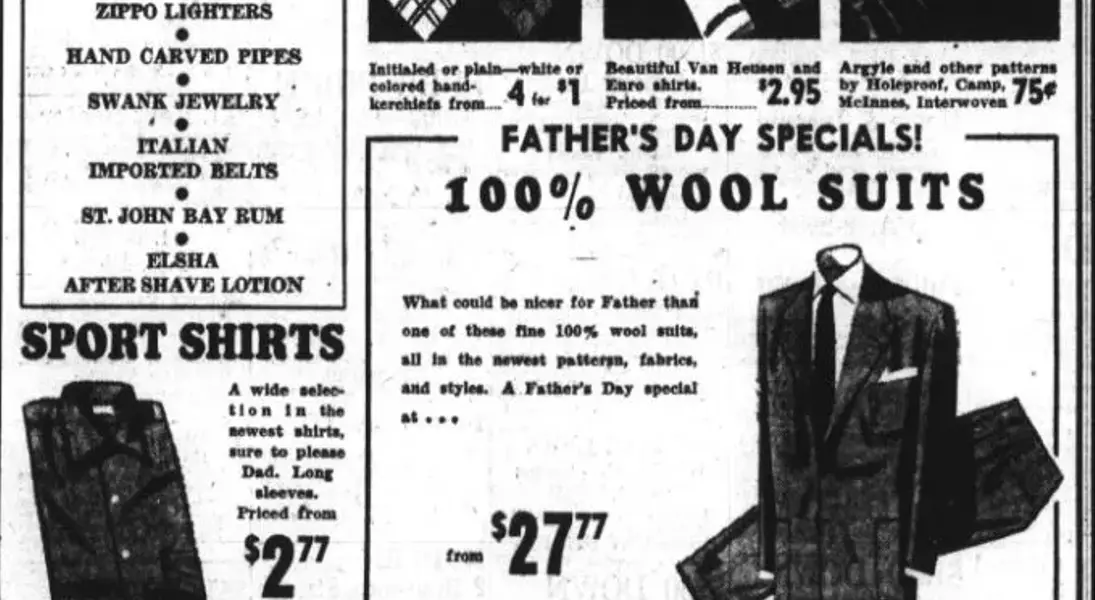 ZIPPO LIGHTERS
●
HAND CARVED PIPES
●
SWANK JEWELRY
●
ITALIAN
IMPORTED BELTS
●
ST. JOHN BAY RUM
●
ELSHA
AFTER SHAVE LOTION
Initialed or plain—white or
colored hand-
kerchiefs from.... 4 for $1
Beautiful Van Heusen and
Enro shirts.
Priced from........... $2.95
Argyle and other patterns
by Holeproof, Camp,
McInnes, Interwoven 75¢
FATHER'S DAY SPECIALS!
100% WOOL SUITS
What could be nicer for Father than
one of these fine 100% wool suits,
all in the newest pattergn, fabrics,
and styles. A Father's Day special
at . . .
from $27.77
SPORT SHIRTS
A wide selec-
tion in the
newest shirts,
sure to please
Dad. Long
sleeves.
Priced from
$2.77